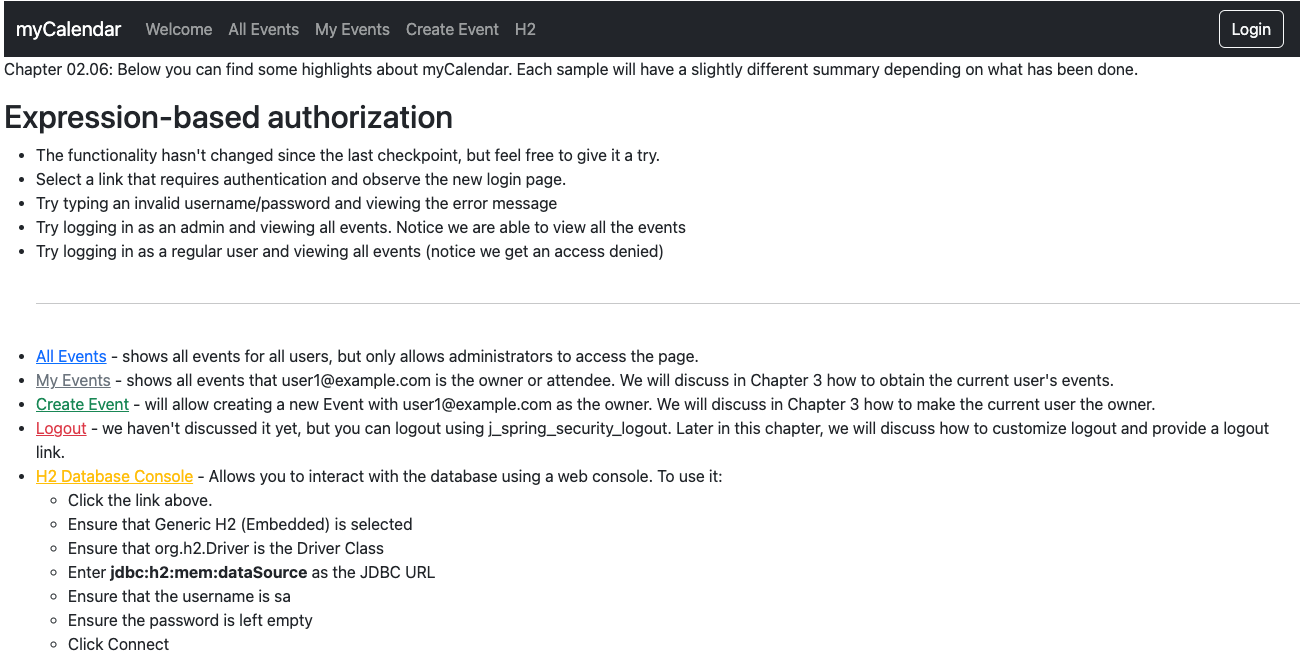 myCalendar Welcome All Events My Events Create Event H2 Login
Chapter 02.06: Below you can find some highlights about myCalendar. Each sample will have a slightly different summary depending on what has been done.
Expression-based authorization
• The functionality hasn't changed since the last checkpoint, but feel free to give it a try.
• Select a link that requires authentication and observe the new login page.
• Try typing an invalid username/password and viewing the error message
• Try logging in as an admin and viewing all events. Notice we are able to view all the events
• Try logging in as a regular user and viewing all events (notice we get an access denied)
• All Events - shows all events for all users, but only allows administrators to access the page.
• My Events - shows all events that user1@example.com is the owner or attendee. We will discuss in Chapter 3 how to obtain the current user's events.
• Create Event - will allow creating a new Event with user1@example.com as the owner. We will discuss in Chapter 3 how to make the current user the owner.
• Logout - we haven't discussed it yet, but you can logout using j_spring_security_logout. Later in this chapter, we will discuss how to customize logout and provide a logout
link.
• H2 Database Console - Allows you to interact with the database using a web console. To use it:
◦ Click the link above.
◦ Ensure that Generic H2 (Embedded) is selected
◦ Ensure that org.h2.Driver is the Driver Class
◦ Enter jdbc:h2:mem:dataSource as the JDBC URL
◦ Ensure that the username is sa
◦ Ensure the password is left empty
◦ Click Connect